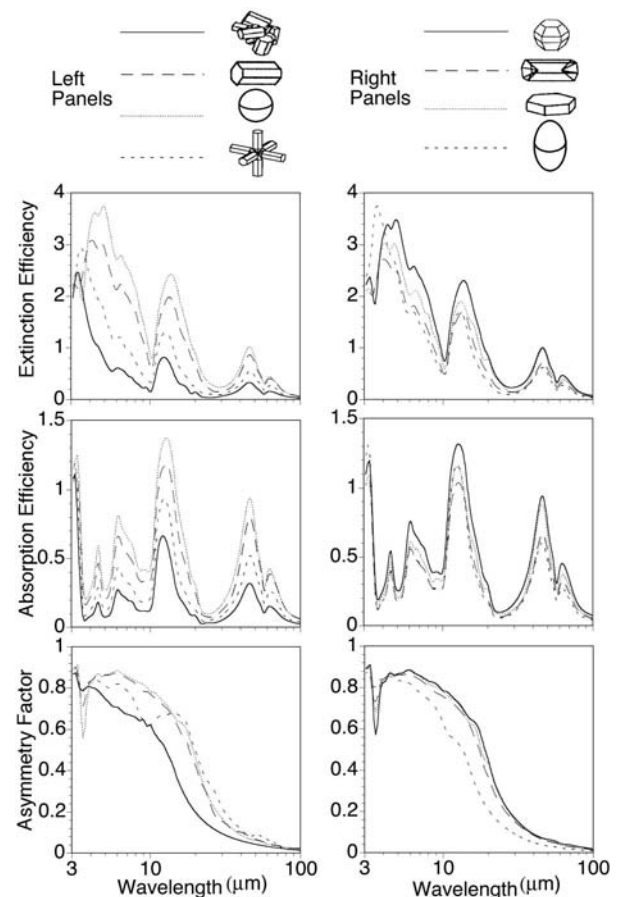 Left
Panels
Right
Panels
Extinction Efficiency
4
3
2
1
0
4
3
2
1
0
Absorption Efficiency
1.5
1
0.5
0
1.5
1
0.5
0
Asymmetry Factor
1
0.8
0.6
0.4
0.2
0
1
0.8
0.6
0.4
0.2
0
3 10 100
Wavelength (μm)
3 10 100
Wavelength (μm)